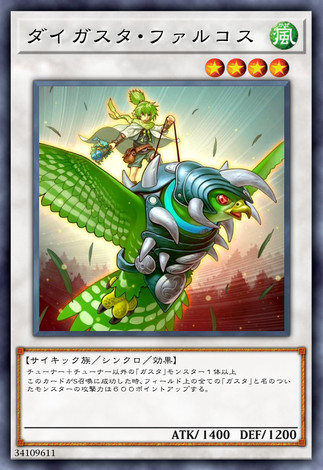 ダイガスタ・ファルコス 風
【サイキック族／シンクロ／効果】
チューナー＋チューナー以外の「ガスタ」モンスター１体以上
このカードがS召喚に成功した時、フィールド上の全ての「ガスタ」と名のつい
たモンスターの攻撃力は６００ポイントアップする。
ATK/ 1400 DEF/1200
34109611